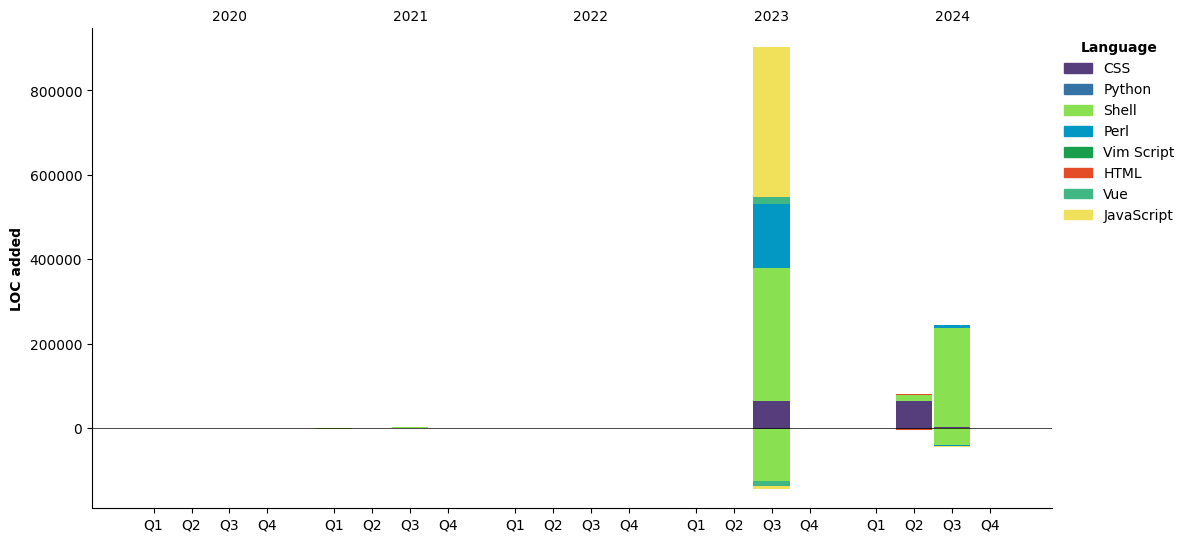 2020 2021 2022 2023 2024
Language
CSS
Python
Shell
Perl
Vim Script
HTML
Vue
JavaScript
LOC added
800000
600000
400000
200000
0
Q1 Q2 Q3 Q4 Q1 Q2 Q3 Q4 Q1 Q2 Q3 Q4 Q1 Q2 Q3 Q4 Q1 Q2 Q3 Q4